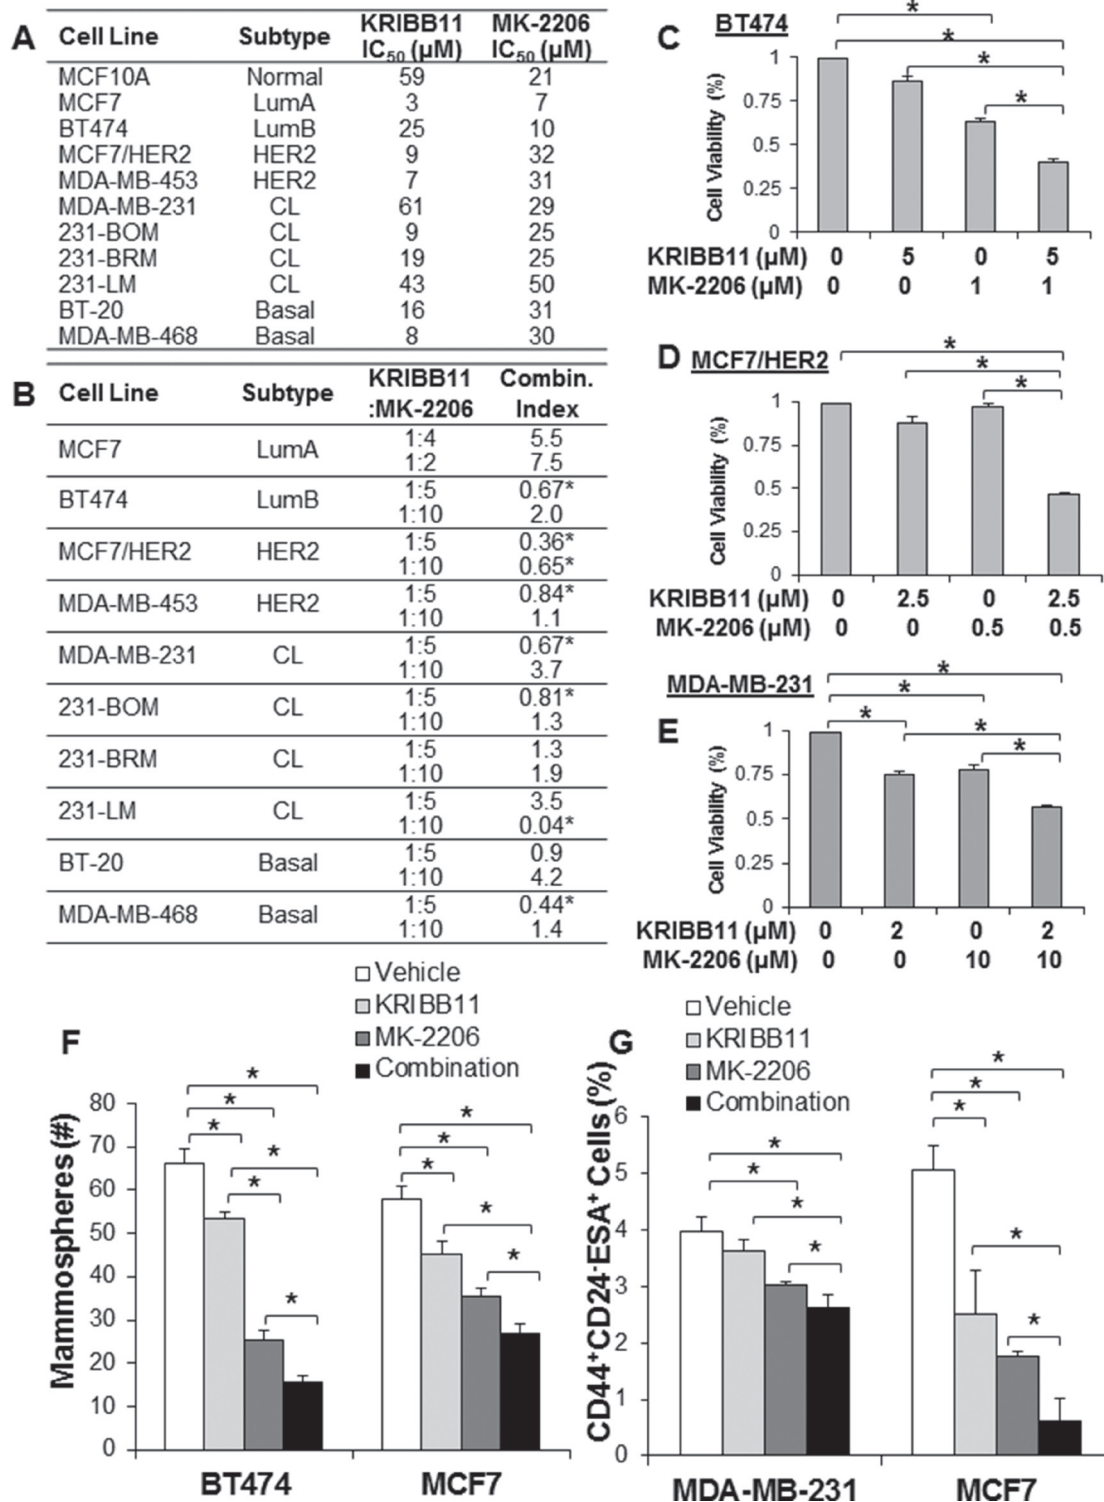 A
Cell Line Subtype KRIBB11 IC50 (µM) MK-2206 IC50 (µM)
MCF10A Normal 59 21
MCF7 LumA 3 7
BT474 LumB 25 10
MCF7/HER2 HER2 9 32
MDA-MB-453 HER2 7 31
MDA-MB-231 CL 61 29
231-BOM CL 9 25
231-BRM CL 19 25
231-LM CL 43 50
BT-20 Basal 16 31
MDA-MB-468 Basal 8 30
B
Cell Line Subtype KRIBB11 :MK-2206 Combin. Index
MCF7 LumA
1:4 5.5
1:2 7.5
BT474 LumB
1:5 0.67*
1:10 2.0
MCF7/HER2 HER2
1:5 0.36*
1:10 0.65*
MDA-MB-453 HER2
1:5 0.84*
1:10 1.1
MDA-MB-231 CL
1:5 0.67*
1:10 3.7
231-BOM CL
1:5 0.81*
1:10 1.3
231-BRM CL
1:5 1.3
1:10 1.9
231-LM CL
1:5 3.5
1:10 0.04*
BT-20 Basal
1:5 0.9
1:10 4.2
MDA-MB-468 Basal
1:5 0.44*
1:10 1.4
C BT474
*
*
*
*
Cell Viability (%)
1
0.75
0.5
0.25
0
KRIBB11 (µM) 0 5 0 5
MK-2206 (µM) 0 0 1 1
D MCF7/HER2
*
*
*
Cell Viability (%)
1
0.75
0.5
0.25
0
KRIBB11 (µM) 0 2.5 0 2.5
MK-2206 (µM) 0 0 0.5 0.5
E MDA-MB-231
*
*
* *
*
Cell Viability (%)
1
0.75
0.5
0.25
0
KRIBB11 (µM) 0 2 0 2
MK-2206 (µM) 0 0 10 10
F
Vehicle
KRIBB11
MK-2206
Combination
Mammospheres (#)
80
70
60
50
40
30
20
10
0
*
*
*
*
*
*
*
*
*
*
*
BT474 MCF7
G
Vehicle
KRIBB11
MK-2206
Combination
CD44+CD24-ESA+ Cells (%)
6
5
4
3
2
1
0
*
*
*
*
*
*
*
*
*
MDA-MB-231 MCF7